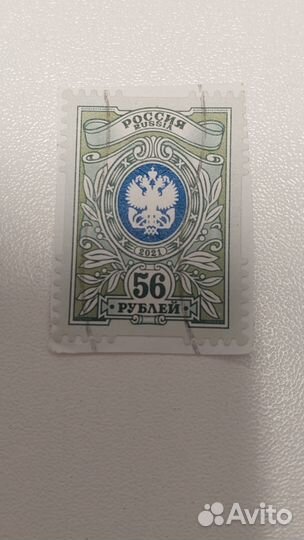 РОССИЯ
RUSSIA
2021
56
РУБЛЕЙ
Avito